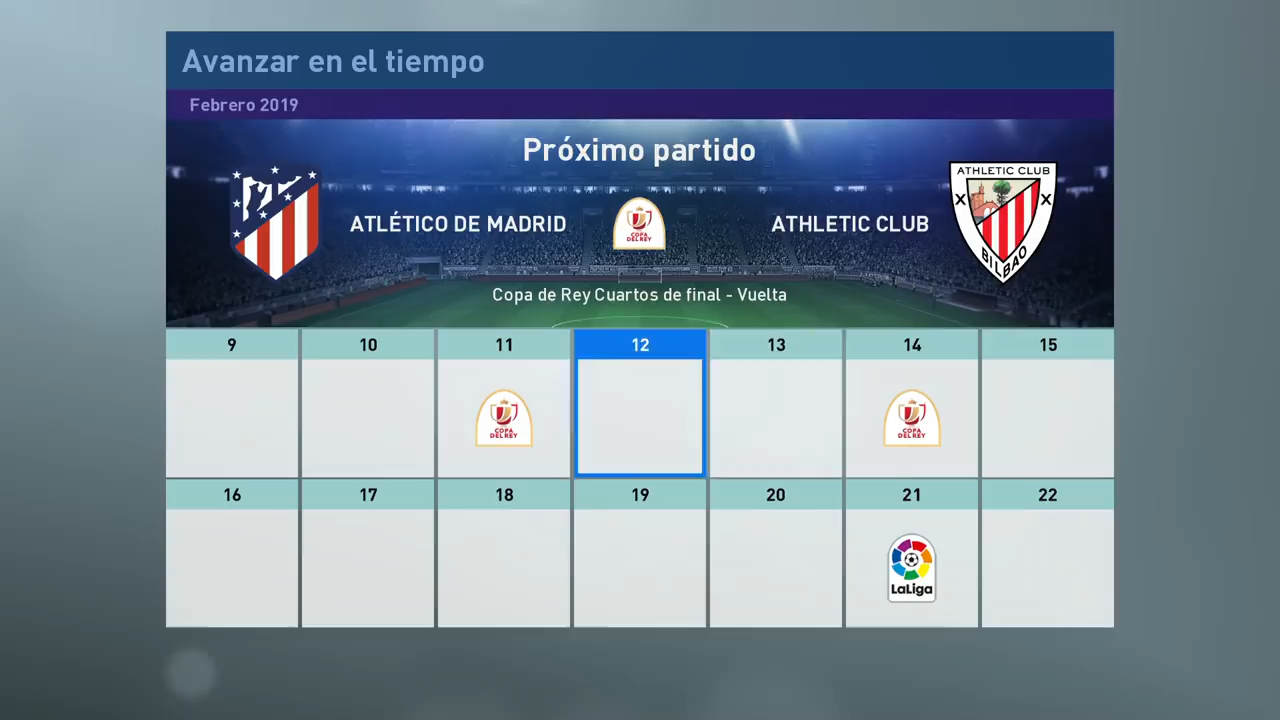 Avanzar en el tiempo
Febrero 2019
Próximo partido
ATLÉTICO DE MADRID
COPA
DEL REY
ATHLETIC CLUB
ATHLETIC CLUB
BILBAO
Copa de Rey Cuartos de final - Vuelta
9 10 11 12 13 14 15
COPA
DEL REY
COPA
DEL REY
16 17 18 19 20 21 22
LaLiga